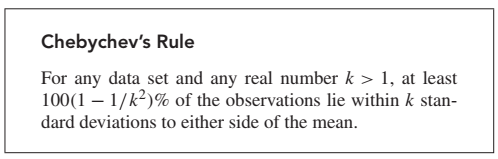 Chebychev's Rule
For any data set and any real number k > 1, at least
100(1 − 1/k²)% of the observations lie within k stan-
dard deviations to either side of the mean.